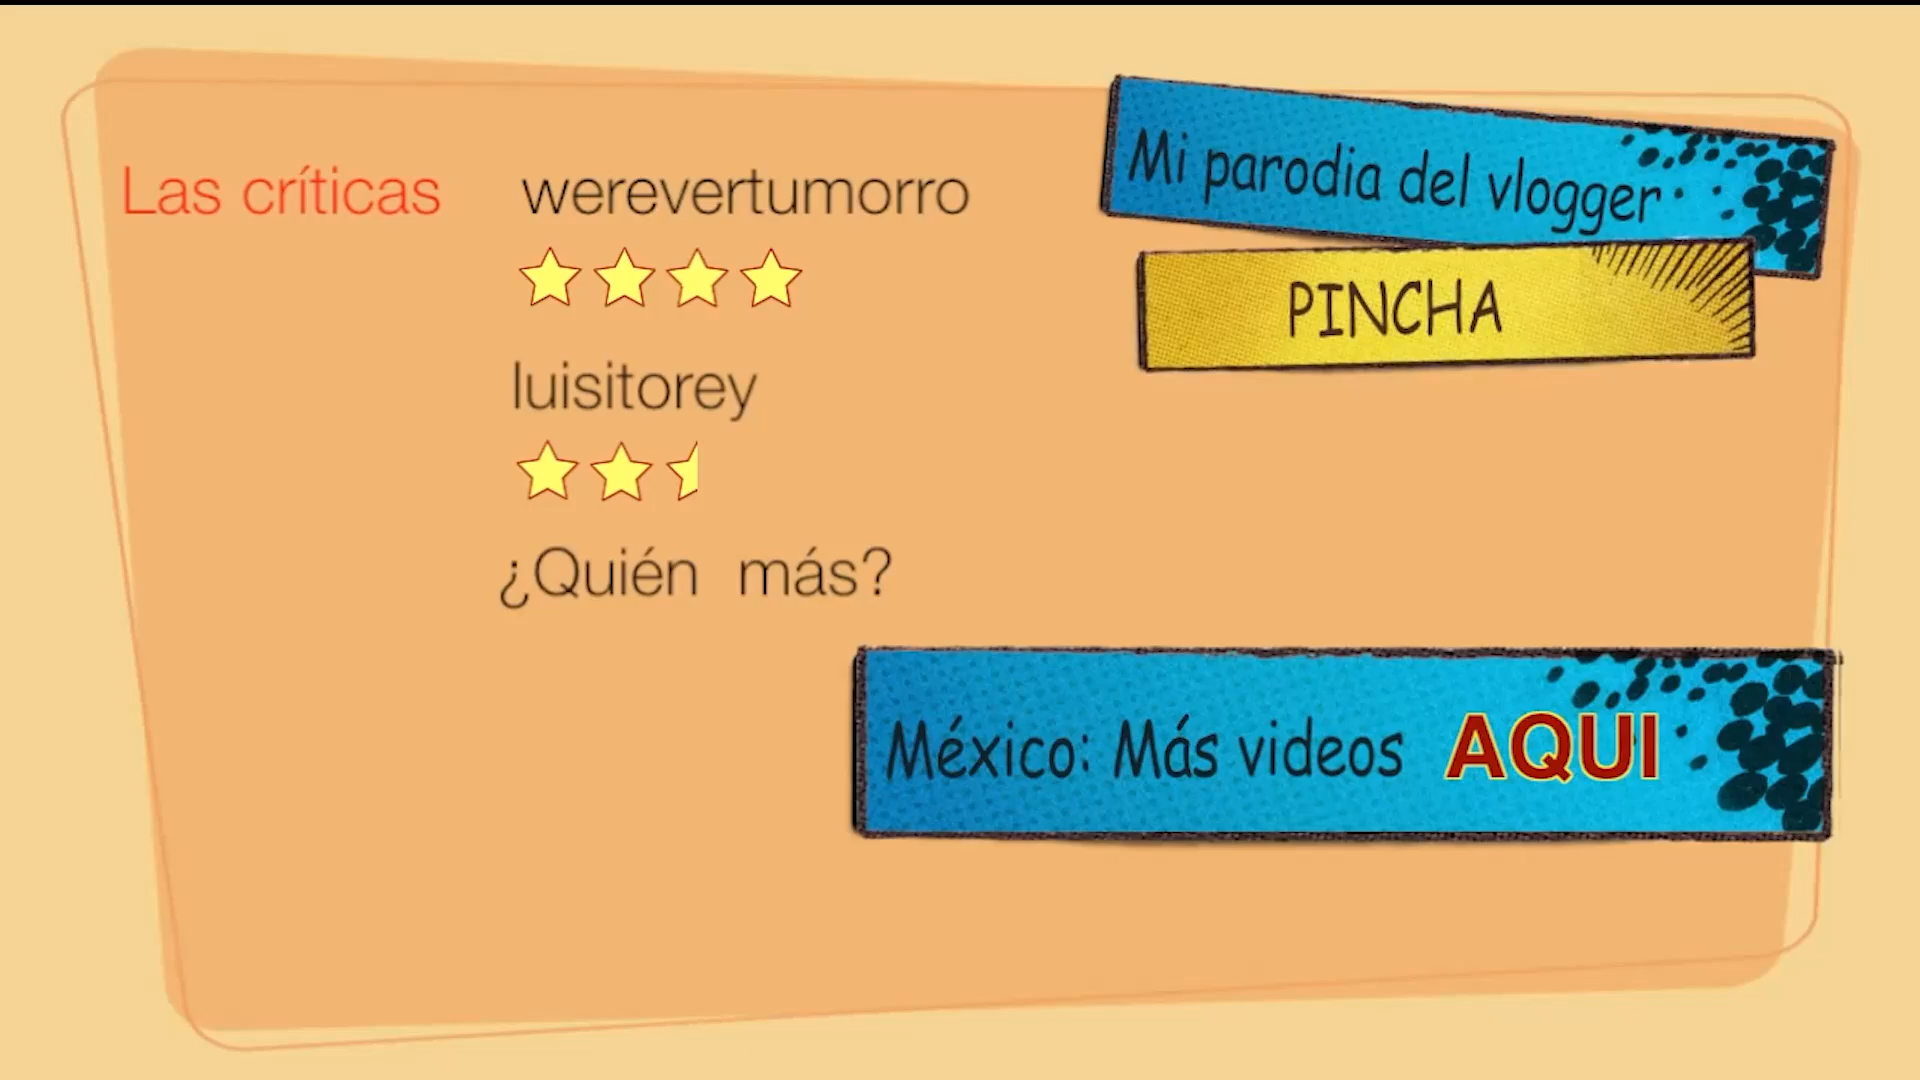 Las críticas
werevertumorro
luisitorey
¿Quién más?
Mi parodia del vlogger
PINCHA
México: Más videos AQUI